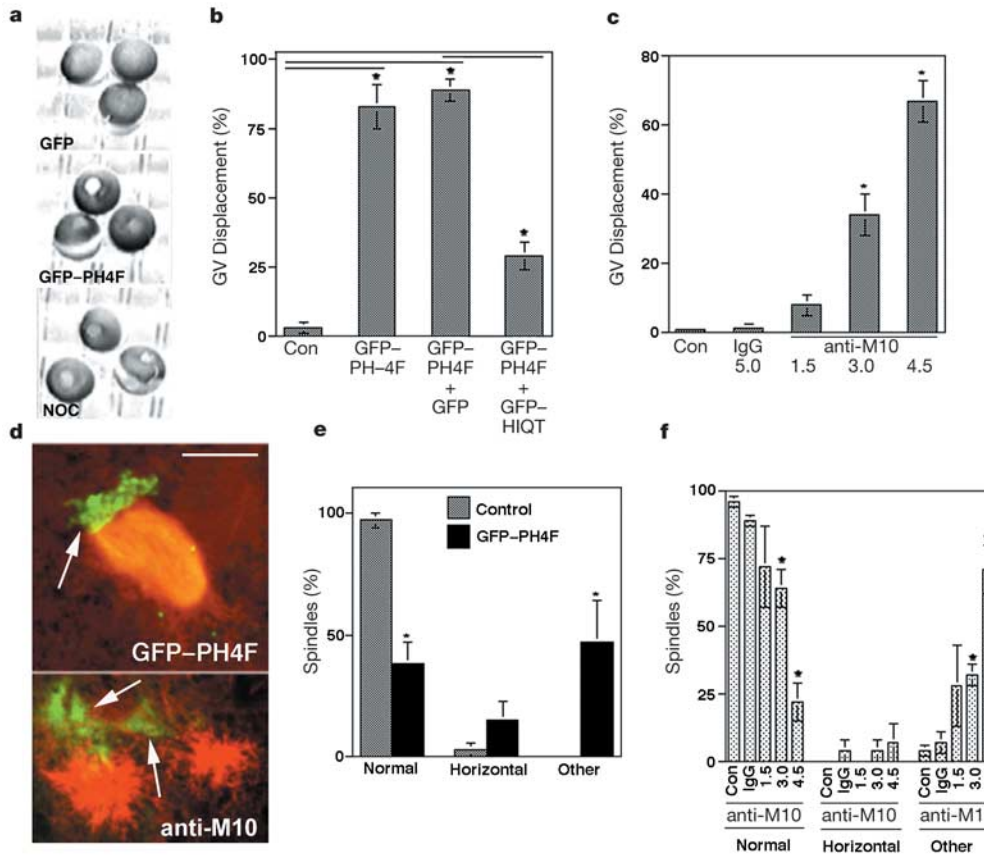 a
GFP
GFP–PH4F
NOC
b
GV Displacement (%)
100
75
50
25
0
Con
GFP–
PH–4F
GFP–
PH4F
+
GFP
GFP–
PH4F
+
GFP–
HIQT
c
GV Displacement (%)
80
60
40
20
0
Con
IgG
5.0
anti-M10
1.5
3.0
4.5
d
GFP–PH4F
anti-M10
e
Spindles (%)
100
50
0
Control
GFP–PH4F
Normal
Horizontal
Other
f
Spindles (%)
100
75
50
25
0
Con
IgG
1.5
3.0
4.5
anti-M10
Normal
Con
IgG
1.5
3.0
4.5
anti-M10
Horizontal
Con
IgG
1.5
3.0
anti-M1
Other